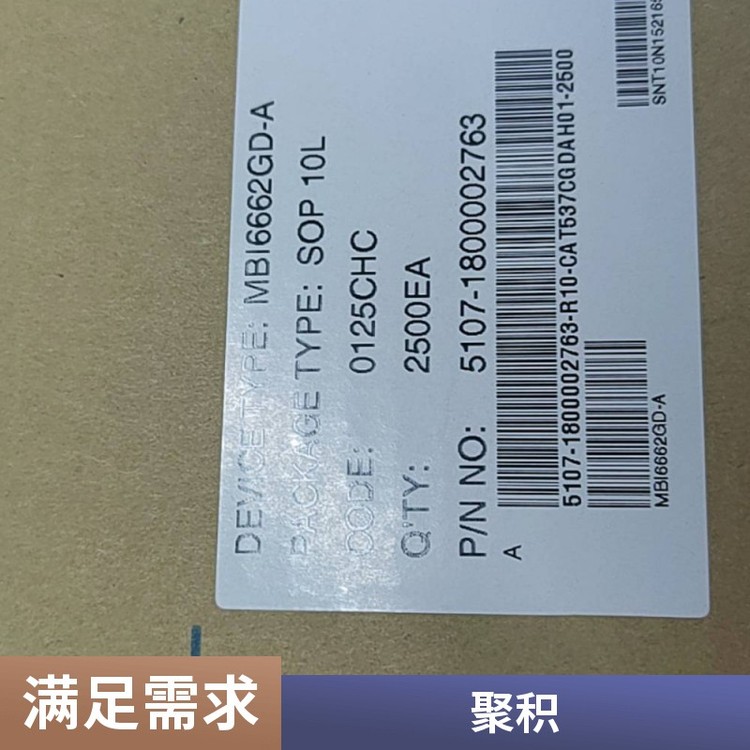 DEVICE TYPE: MBI6662GD-A
PACKAGE TYPE: SOP 10L
CODE: 0125CHC
Q'TY: 2500EA
P/N NO: 5107-1800002763
A
5107-1800002763-R10-CAT537CGDAH01-2500
MBI6662GD-A
SNT10N15216
满足需求
聚积